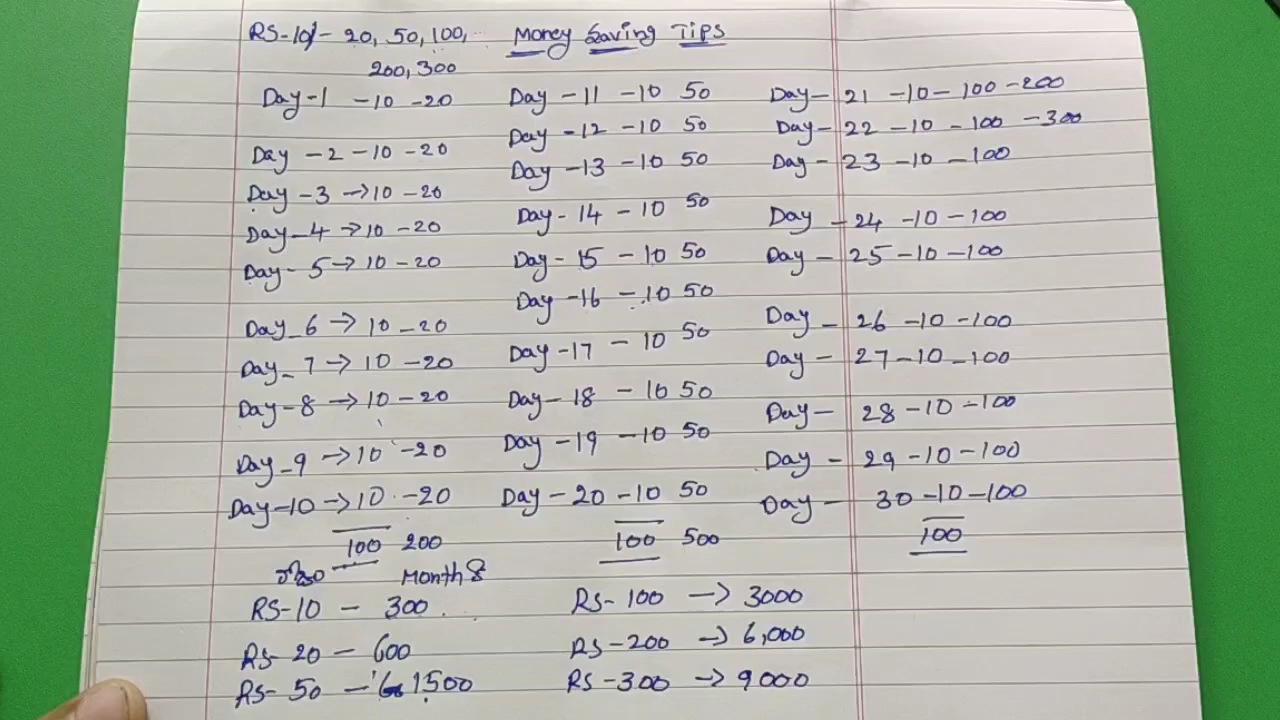 RS-10/- 20, 50, 100,
200, 300
Money Saving Tips
Day-1 -10 -20
Day -2 -10 -20
Day -3 →10 -20
Day -4 →10 -20
Day - 5 →10 -20
Day_6 → 10 -20
Day_ 7 → 10 -20
Day-8 →10 -20
Day_9 →10 -20
Day-10 →10 -20
100 200
Day -11 -10 50
Day -12 -10 50
Day -13 -10 50
Day - 14 -10 50
Day - 15 -10 50
Day -16 -10 50
Day -17 - 10 50
Day - 18 - 10 50
Day -19 -10 50
Day - 20 -10 50
100 500
Day - 21 -10 - 100 -200
Day - 22 -10 - 100 -300
Day - 23 -10 -100
Day - 24 -10 -100
Day - 25 -10 -100
Day - 26 -10 -100
Day - 27 -10 -100
Day - 28 -10 -100
Day - 29 -10 -100
Day - 30 -10 -100
100
Month
RS-10 - 300
RS- 20 - 600
RS- 50 - 1500
RS- 100 → 3000
RS -200 → 6,000
RS -300 → 9000